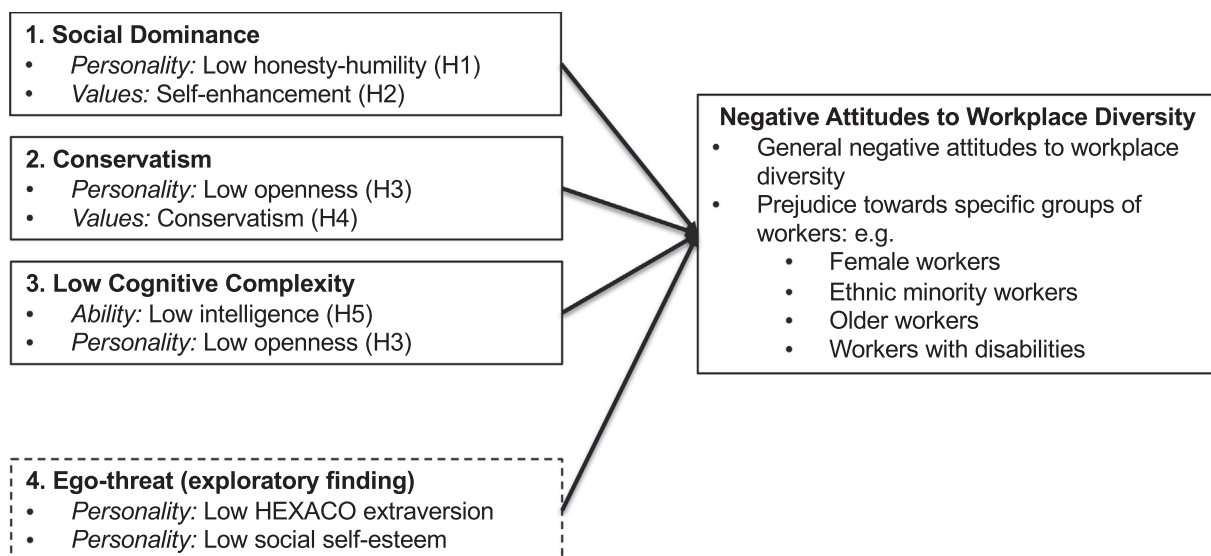 1. Social Dominance
• Personality: Low honesty-humility (H1)
• Values: Self-enhancement (H2)
2. Conservatism
• Personality: Low openness (H3)
• Values: Conservatism (H4)
3. Low Cognitive Complexity
• Ability: Low intelligence (H5)
• Personality: Low openness (H3)
4. Ego-threat (exploratory finding)
• Personality: Low HEXACO extraversion
• Personality: Low social self-esteem
Negative Attitudes to Workplace Diversity
• General negative attitudes to workplace
diversity
• Prejudice towards specific groups of
workers: e.g.
• Female workers
• Ethnic minority workers
• Older workers
• Workers with disabilities